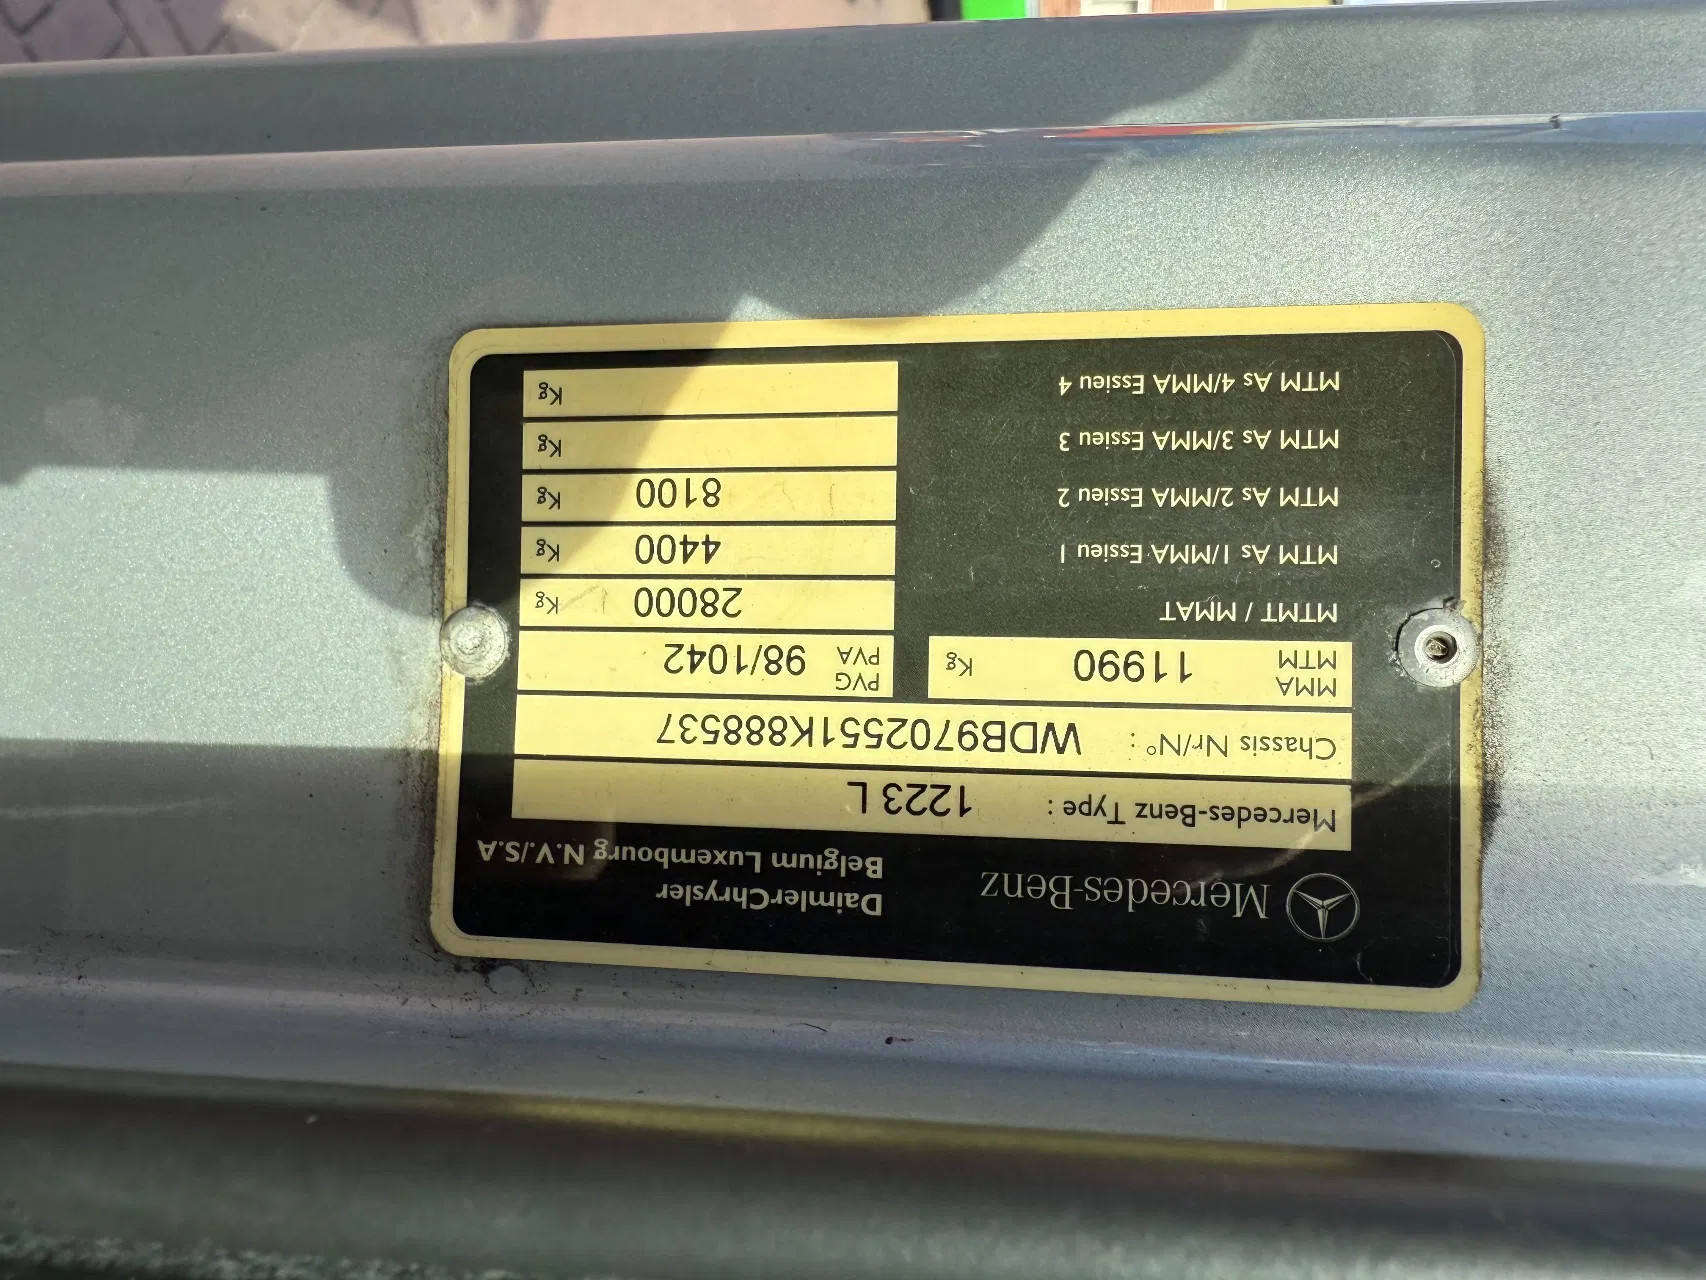 Mercedes-Benz
DaimlerChrysler
Belgium Luxembourg N.V./S.A
Mercedes-Benz Type : 1223 L
Chassis Nr/N° : WDB9702551K888537
MMA
MTM 11990 Kg
PVG
PVA 98/1042
MTMT / MMAT 28000 Kg
MTM As 1/MMA Essieu 1 4400 Kg
MTM As 2/MMA Essieu 2 8100 Kg
MTM As 3/MMA Essieu 3 Kg
MTM As 4/MMA Essieu 4 Kg